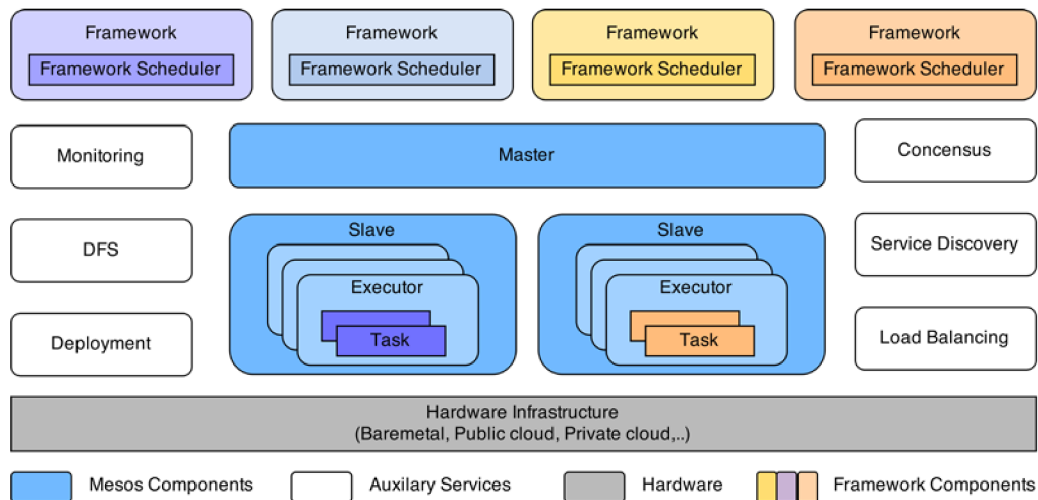 Framework
Framework Scheduler
Framework
Framework Scheduler
Framework
Framework Scheduler
Framework
Framework Scheduler
Monitoring
Master
Concensus
DFS
Slave
Executor
Task
Slave
Executor
Task
Service Discovery
Deployment
Load Balancing
Hardware Infrastructure
(Baremetal, Public cloud, Private cloud,..)
Mesos Components
Auxilary Services
Hardware
Framework Components